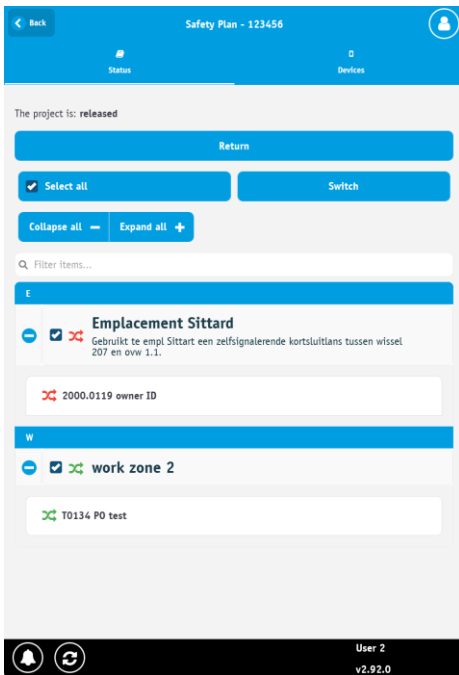 Back
Safety Plan - 123456
Status
Devices
The project is: released
Return
Select all
Switch
Collapse all
Expand all
Filter items...
E
Emplacement Sittard
Gebruikt te empl Sittart een zelfsignalerende kortsluitlans tussen wissel
207 en ovw 1.1.
2000.0119 owner ID
W
work zone 2
T0134 PO test
User 2
v2.92.0